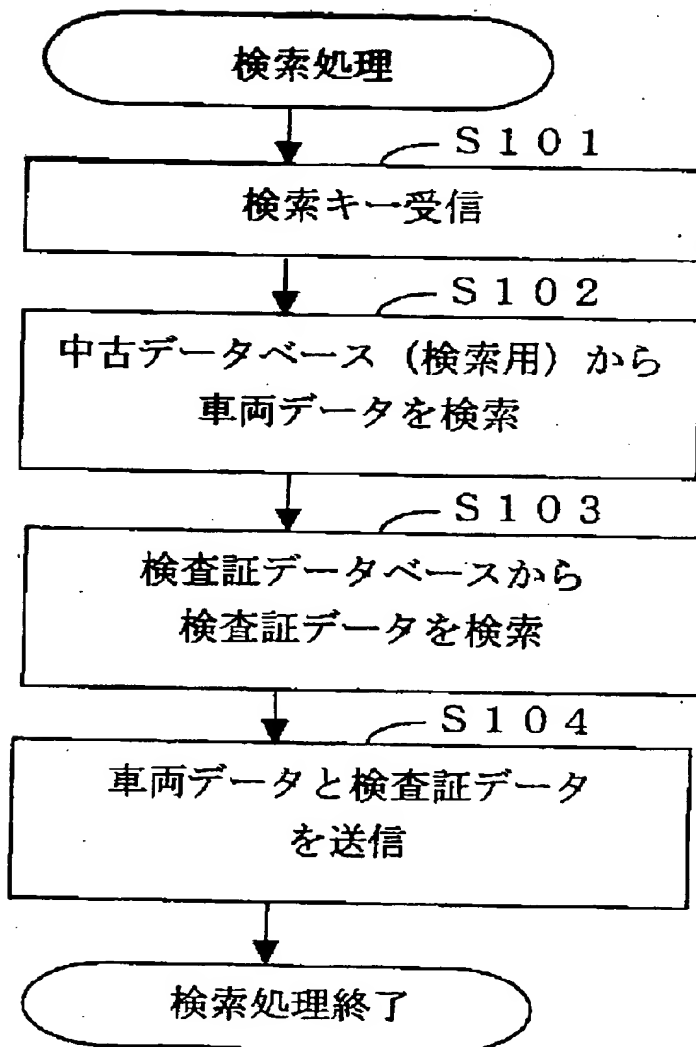 検索処理
S101
検索キー受信
S102
中古データベース（検索用）から
車両データを検索
S103
検査証データベースから
検査証データを検索
S104
車両データと検査証データ
を送信
検索処理終了